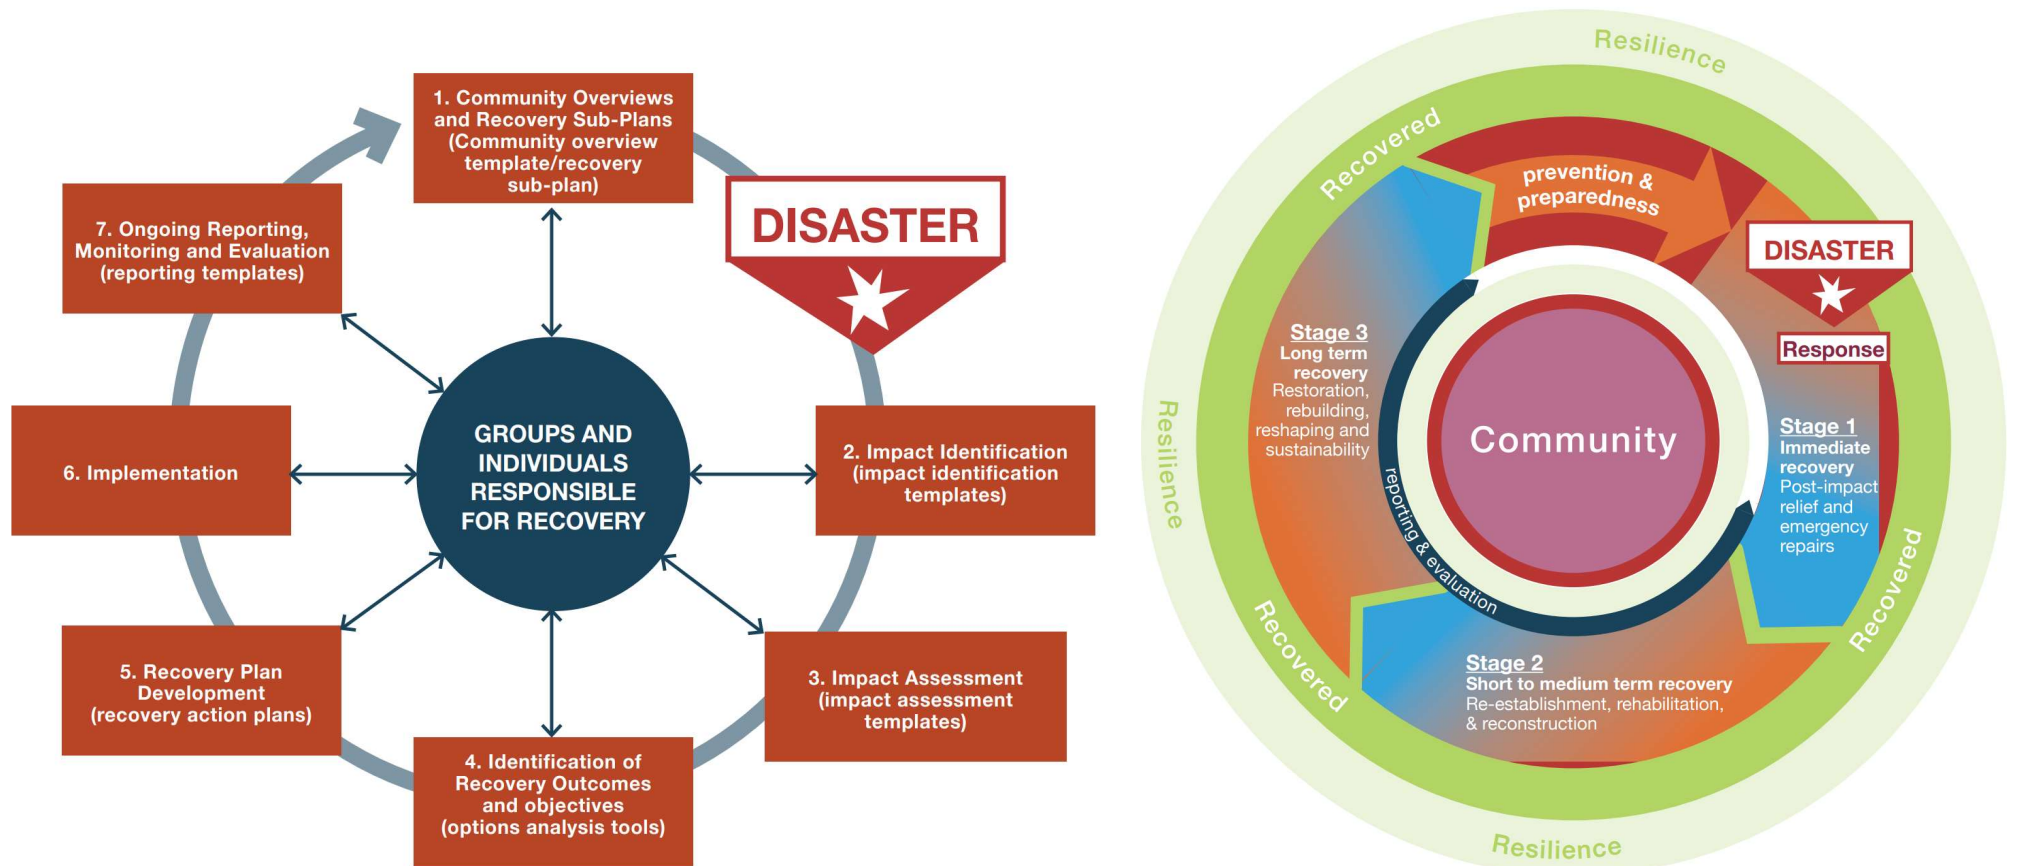 1. Community Overviews
and Recovery Sub-Plans
(Community overview
template/recovery
sub-plan)
DISASTER
7. Ongoing Reporting,
Monitoring and Evaluation
(reporting templates)
GROUPS AND
INDIVIDUALS
RESPONSIBLE
FOR RECOVERY
2. Impact Identification
(impact identification
templates)
6. Implementation
3. Impact Assessment
(impact assessment
templates)
5. Recovery Plan
Development
(recovery action plans)
4. Identification of
Recovery Outcomes
and objectives
(options analysis tools)
Resilience
Recovered
prevention &
preparedness
DISASTER
Response
Stage 3
Long term
recovery
Restoration,
rebuilding,
reshaping and
sustainability
Community
Stage 1
Immediate
recovery
Post-impact
relief and
emergency
repairs
Resilience
reporting & evaluation
Recovered
Recovered
Stage 2
Short to medium term recovery
Re-establishment, rehabilitation,
& reconstruction
Resilience